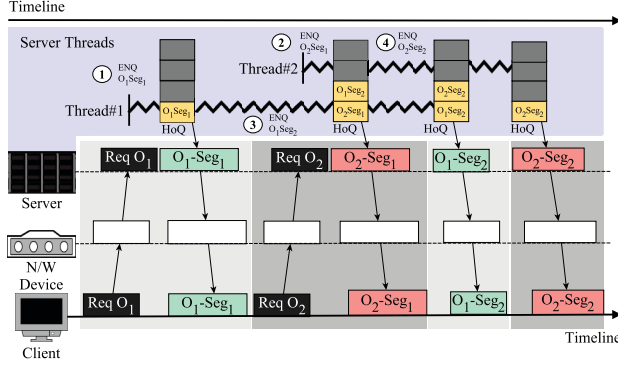 Timeline
Server Threads
1 ENQ O1Seg1
2 ENQ O2Seg1
4 ENQ O2Seg2
Thread#2
O1Seg2
O2Seg2
Thread#1
O1Seg1
O2Seg1
O1Seg2
O2Seg2
3 ENQ O1Seg2
HoQ
HoQ
HoQ
HoQ
Req O1
O1-Seg1
Req O2
O2-Seg1
O1-Seg2
O2-Seg2
Server
N/W
Device
Req O1
O1-Seg1
Req O2
O2-Seg1
O1-Seg2
O2-Seg2
Timeline
Client